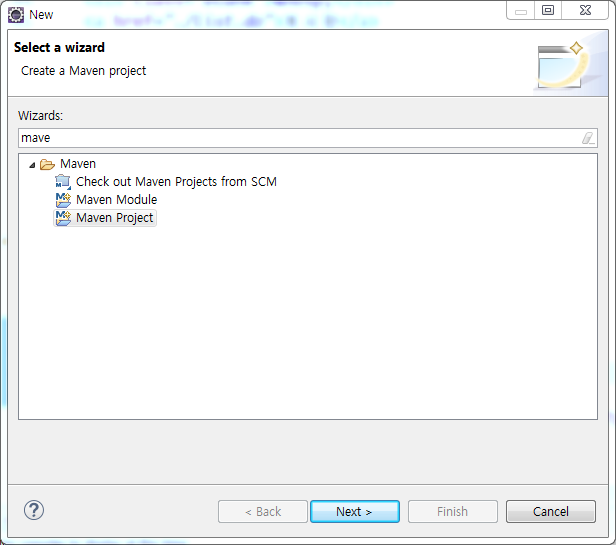 New
Select a wizard
Create a Maven project
Wizards:
mave
Maven
Check out Maven Projects from SCM
Maven Module
Maven Project
< Back
Next >
Finish
Cancel